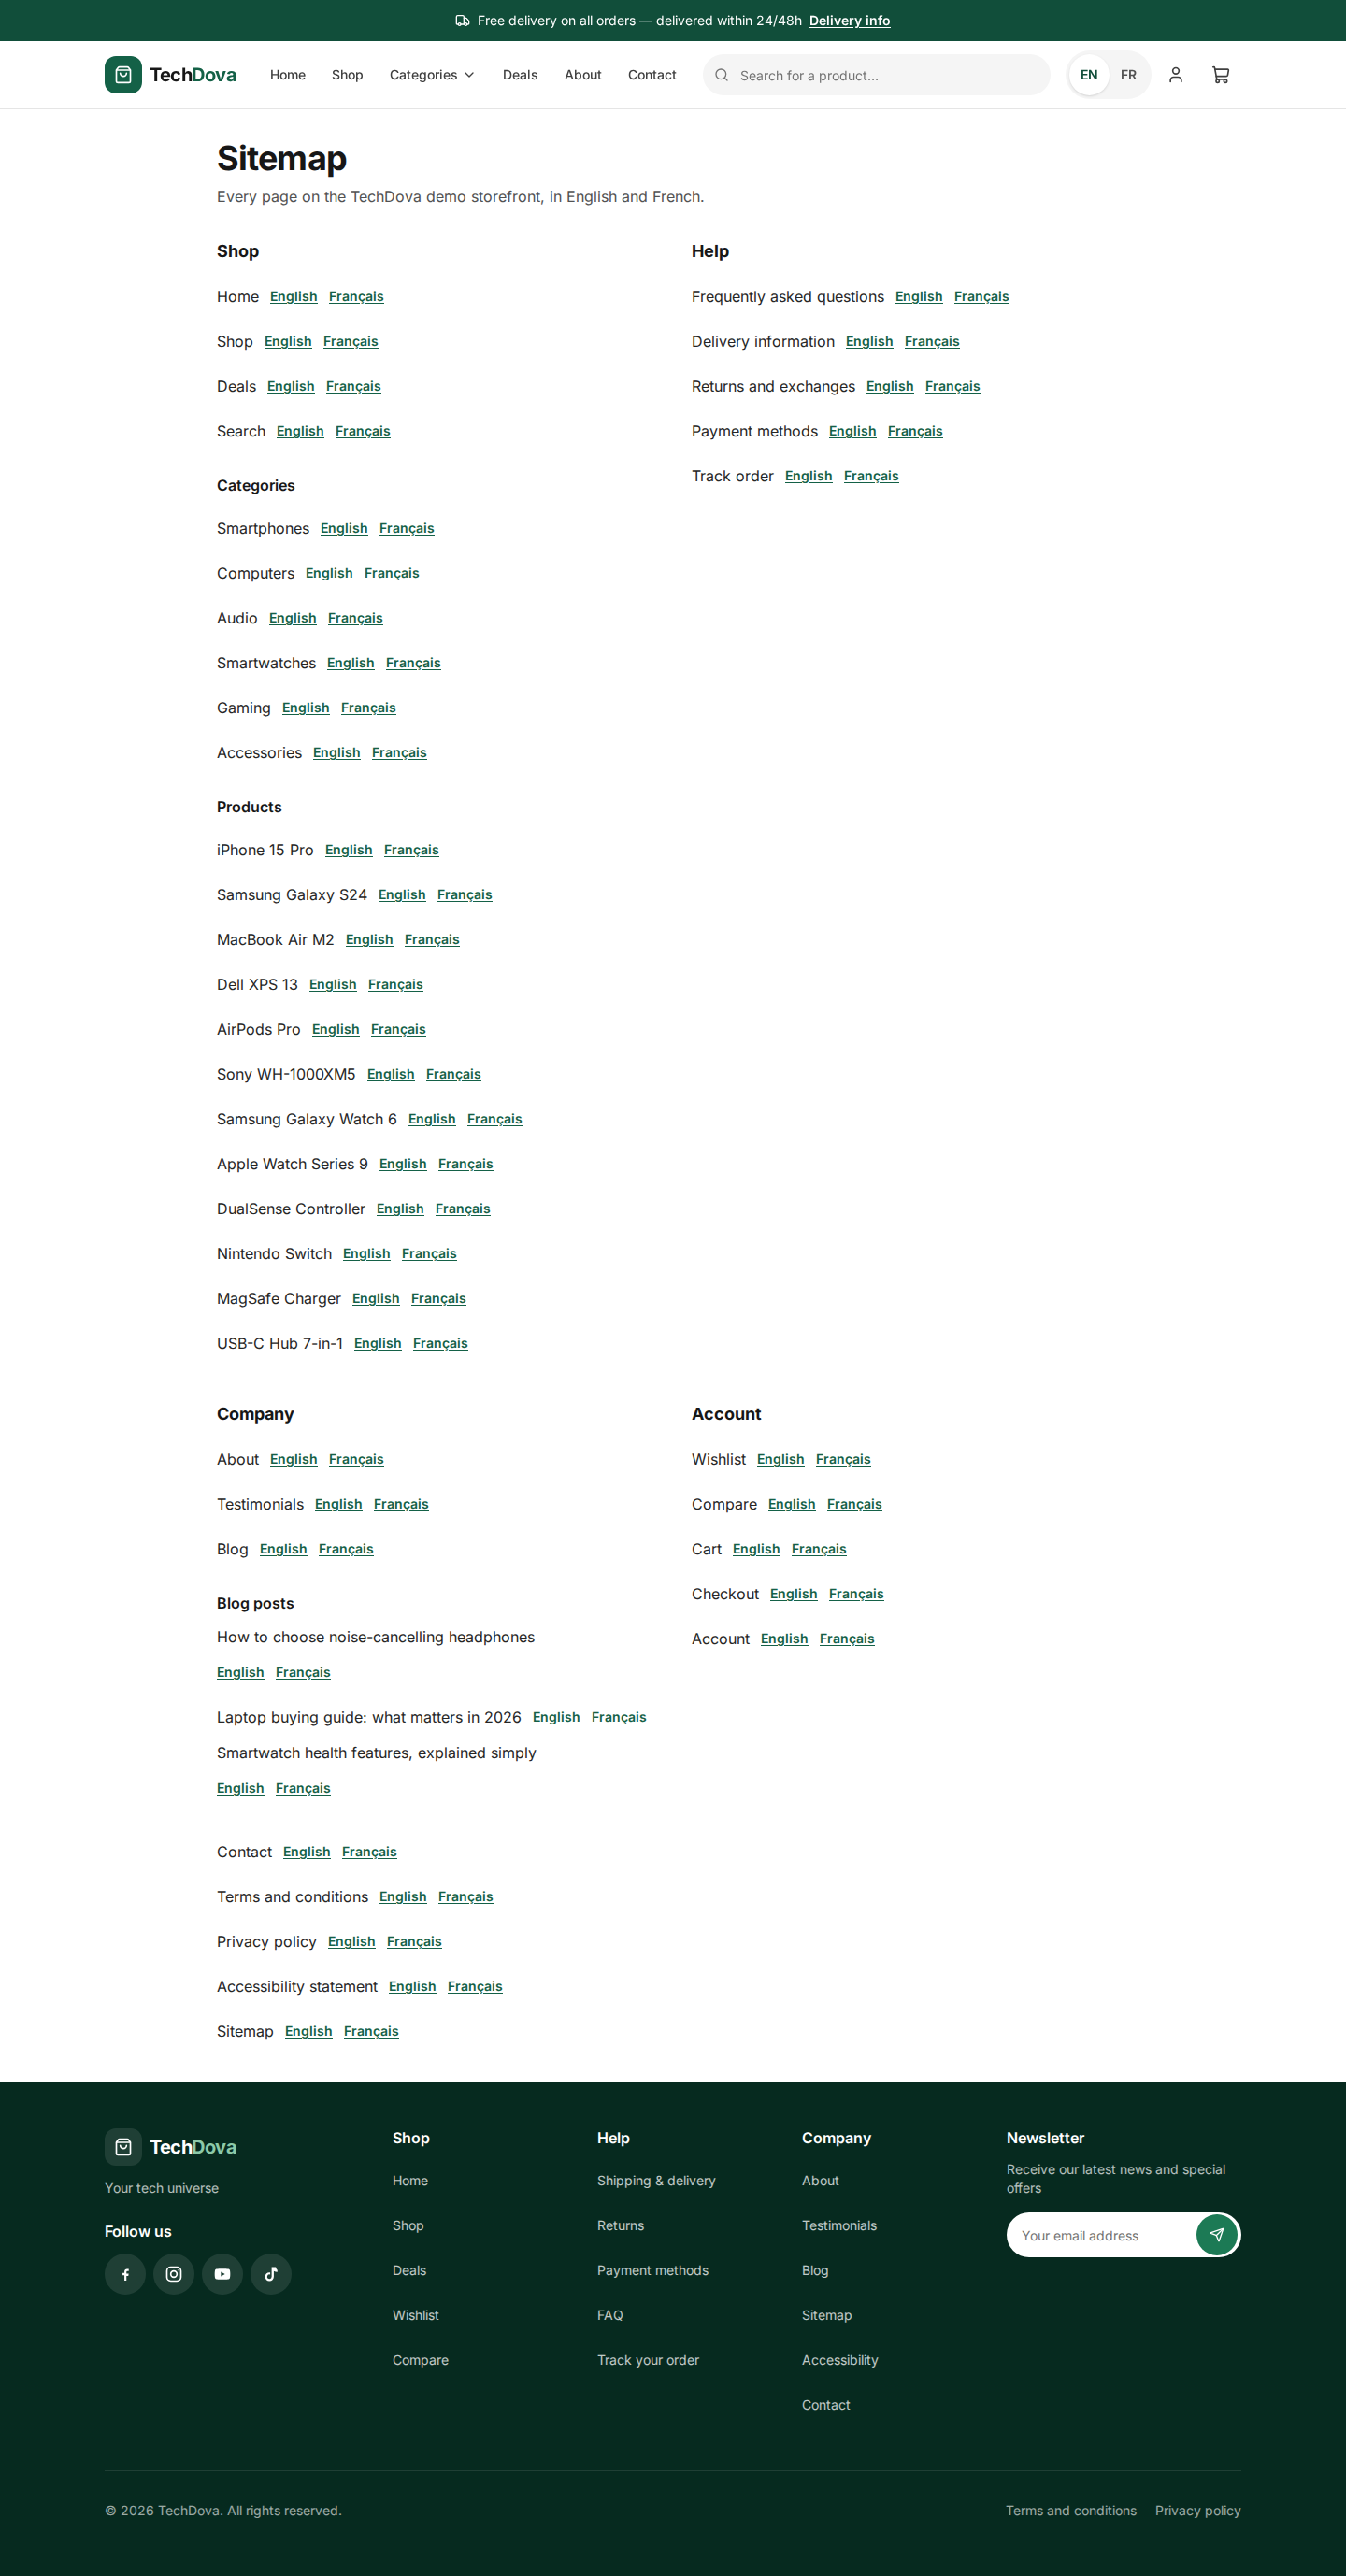 Free delivery on all orders — delivered within 24/48h Delivery info
TechDova
Home
Shop
Categories
Deals
About
Contact
Search for a product...
EN
FR
Sitemap
Every page on the TechDova demo storefront, in English and French.
Shop
Home English Français
Shop English Français
Deals English Français
Search English Français
Categories
Smartphones English Français
Computers English Français
Audio English Français
Smartwatches English Français
Gaming English Français
Accessories English Français
Products
iPhone 15 Pro English Français
Samsung Galaxy S24 English Français
MacBook Air M2 English Français
Dell XPS 13 English Français
AirPods Pro English Français
Sony WH-1000XM5 English Français
Samsung Galaxy Watch 6 English Français
Apple Watch Series 9 English Français
DualSense Controller English Français
Nintendo Switch English Français
MagSafe Charger English Français
USB-C Hub 7-in-1 English Français
Help
Frequently asked questions English Français
Delivery information English Français
Returns and exchanges English Français
Payment methods English Français
Track order English Français
Company
About English Français
Testimonials English Français
Blog English Français
Blog posts
How to choose noise-cancelling headphones
English Français
Laptop buying guide: what matters in 2026 English Français
Smartwatch health features, explained simply
English Français
Contact English Français
Terms and conditions English Français
Privacy policy English Français
Accessibility statement English Français
Sitemap English Français
Account
Wishlist English Français
Compare English Français
Cart English Français
Checkout English Français
Account English Français
TechDova
Your tech universe
Follow us
Shop
Home
Shop
Deals
Wishlist
Compare
Help
Shipping & delivery
Returns
Payment methods
FAQ
Track your order
Company
About
Testimonials
Blog
Sitemap
Accessibility
Contact
Newsletter
Receive our latest news and special
offers
Your email address
© 2026 TechDova. All rights reserved.
Terms and conditions
Privacy policy